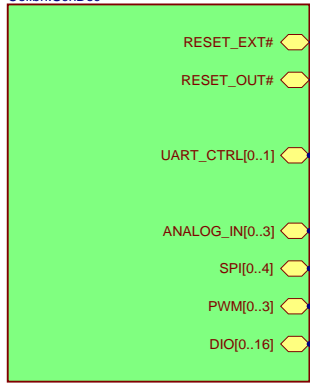 RESET_EXT#
RESET_OUT#
UART_CTRL[0..1]
ANALOG_IN[0..3]
SPI[0..4]
PWM[0..3]
DIO[0..16]